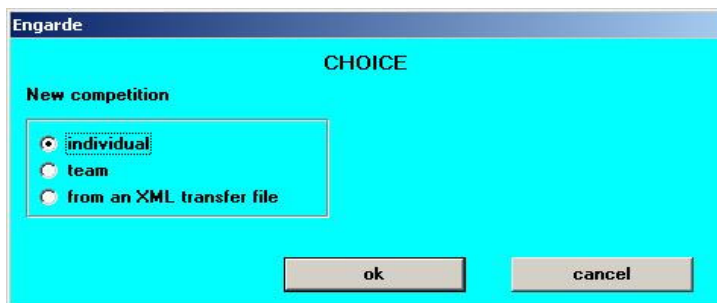 Engarde
CHOICE
New competition
individual
team
from an XML transfer file
ok
cancel